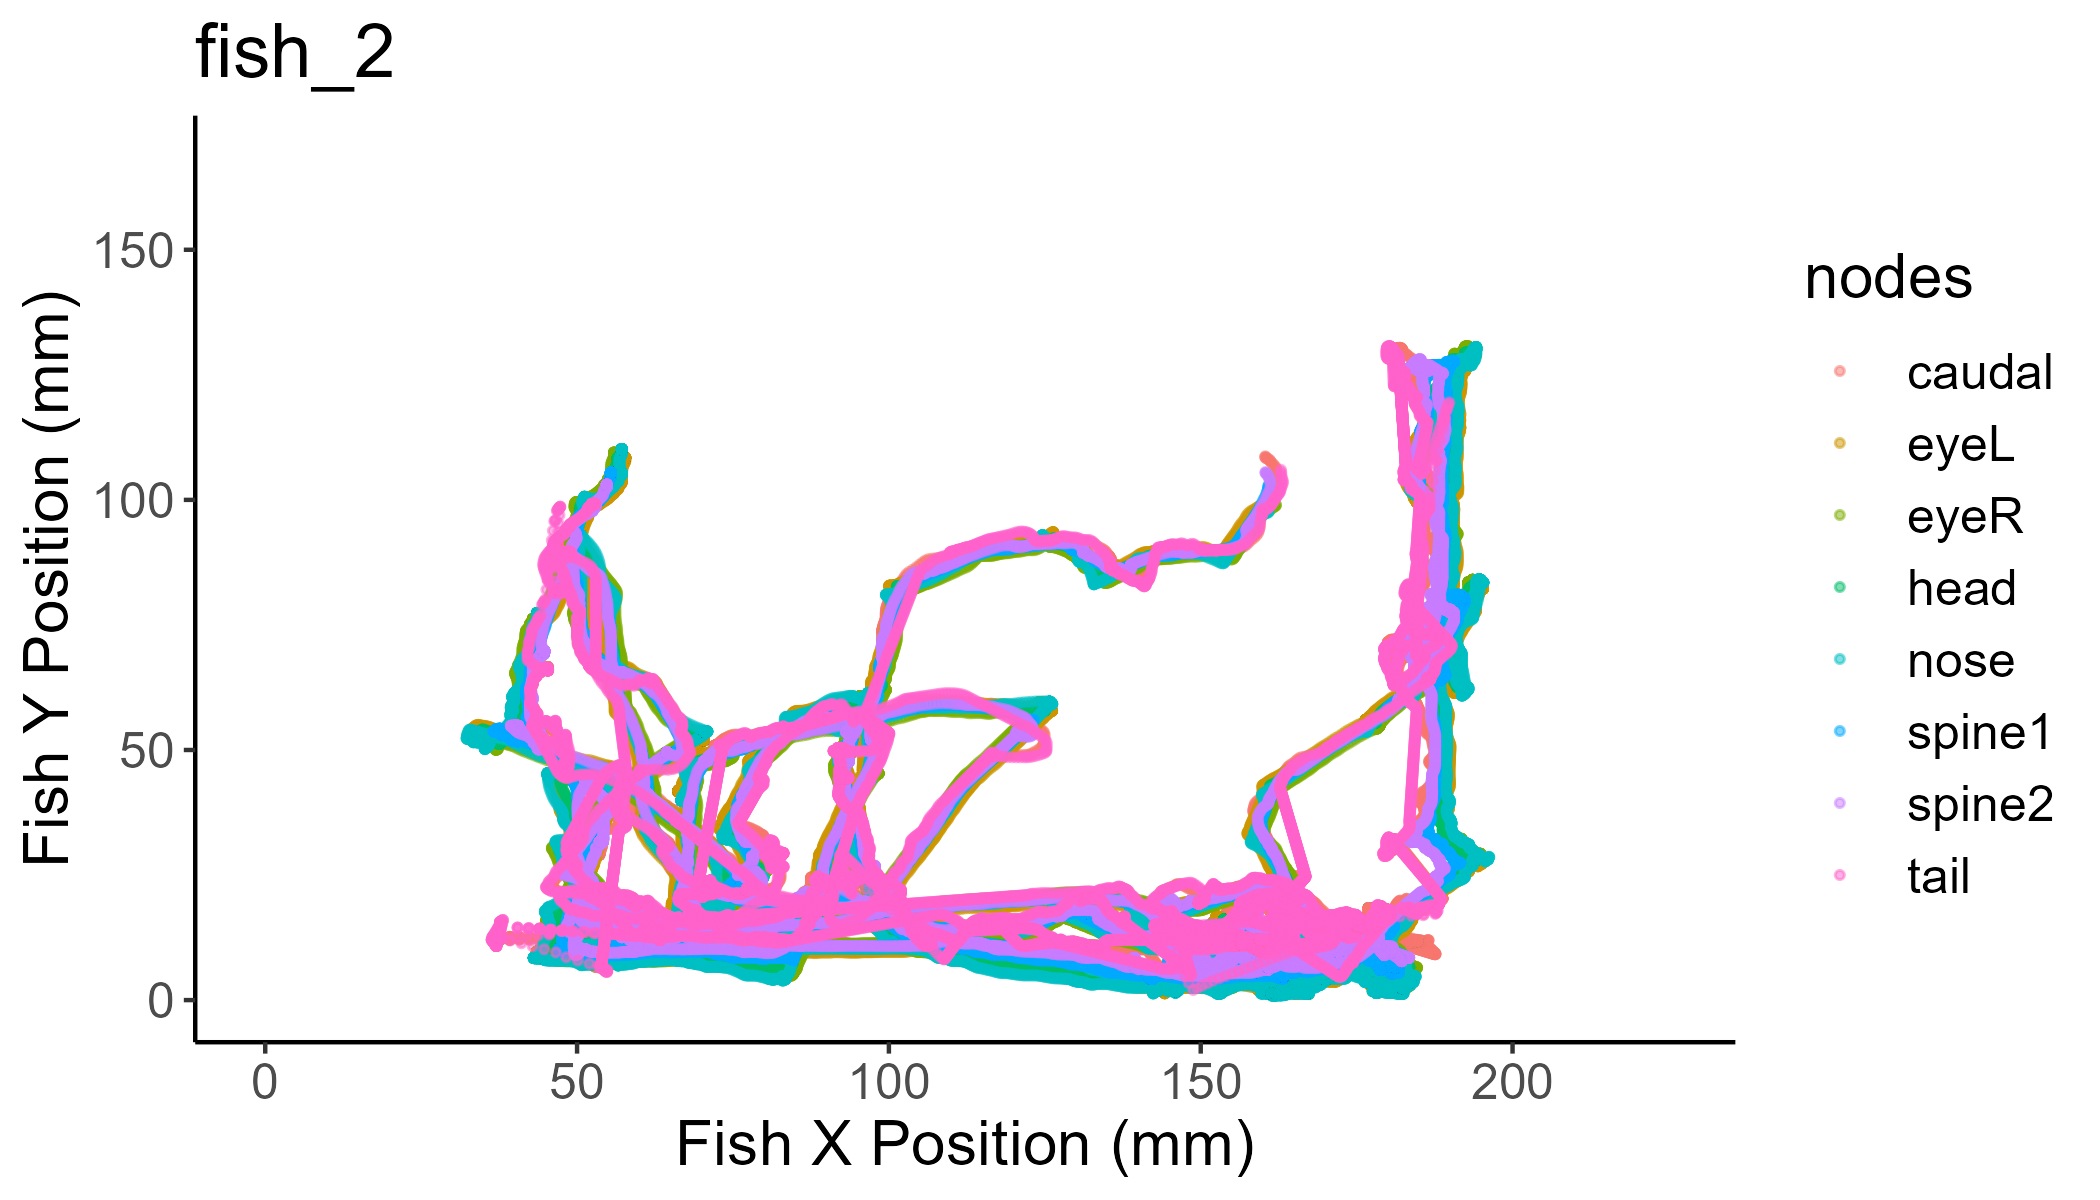 fish_2
Fish Y Position (mm)
150
100
50
0
0 50 100 150 200
Fish X Position (mm)
nodes
caudal
eyeL
eyeR
head
nose
spine1
spine2
tail